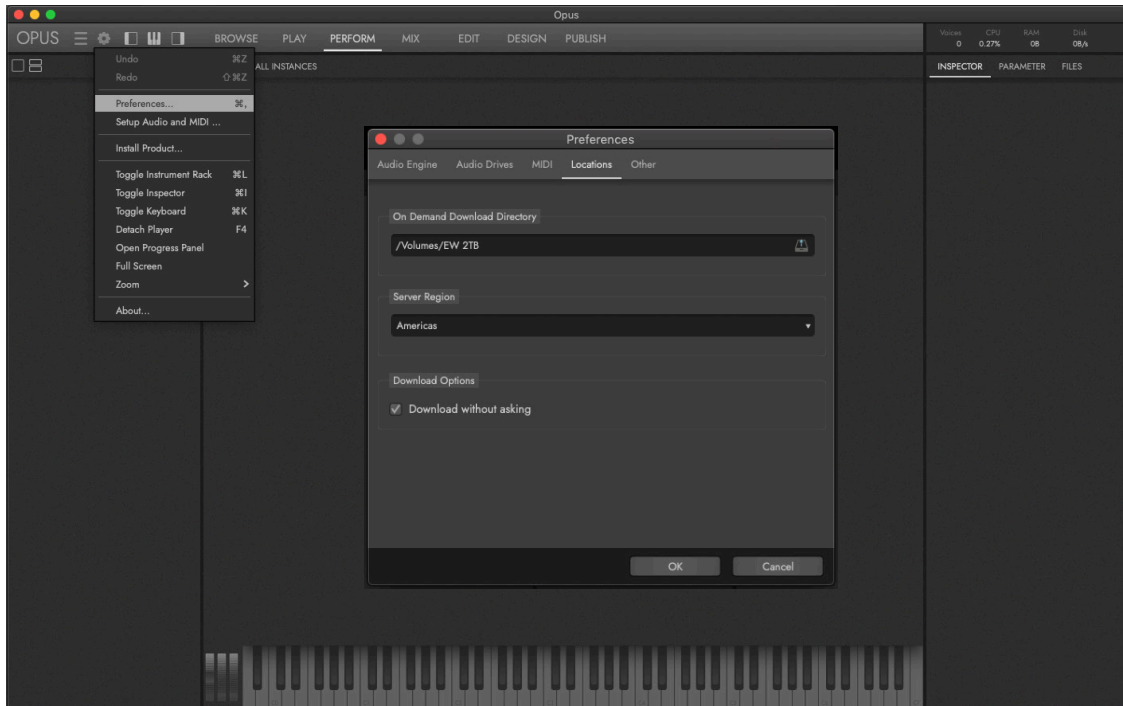 Opus
OPUS BROWSE PLAY PERFORM MIX EDIT DESIGN PUBLISH
Voices CPU RAM Disk
0 0.27% 0B 0B/s
ALL INSTANCES
INSPECTOR PARAMETER FILES
Undo ⌘Z
Redo ⇧⌘Z
Preferences... ⌘,
Setup Audio and MIDI ...
Install Product...
Toggle Instrument Rack ⌘L
Toggle Inspector ⌘I
Toggle Keyboard ⌘K
Detach Player F4
Open Progress Panel
Full Screen
Zoom
About...
Preferences
Audio Engine Audio Drives MIDI Locations Other
On Demand Download Directory
/Volumes/EW 2TB
Server Region
Americas
Download Options
Download without asking
OK Cancel